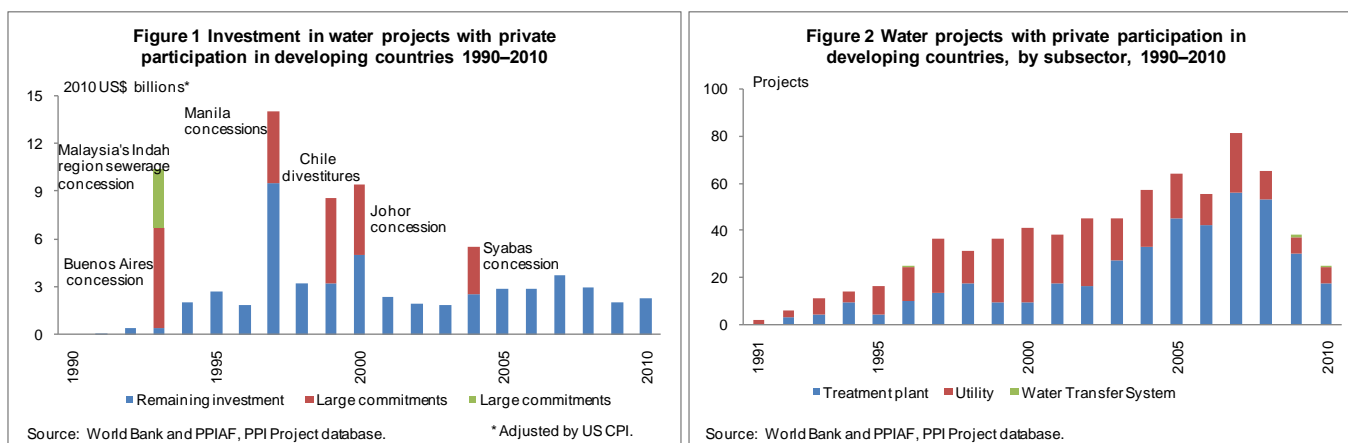 Figure 1 Investment in water projects with private
participation in developing countries 1990–2010
2010 US$ billions*
15
12
9
6
3
0
Manila
concessions
Malaysia's Indah
region sewerage
concession
Chile
divestitures
Johor
concession
Buenos Aires
concession
Syabas
concession
1990
1995
2000
2005
2010
Remaining investment
Large commitments
Large commitments
Source: World Bank and PPIAF, PPI Project database.
* Adjusted by US CPI.
Figure 2 Water projects with private participation in
developing countries, by subsector, 1990–2010
Projects
100
80
60
40
20
0
1991
1995
2000
2005
2010
Treatment plant
Utility
Water Transfer System
Source: World Bank and PPIAF, PPI Project database.